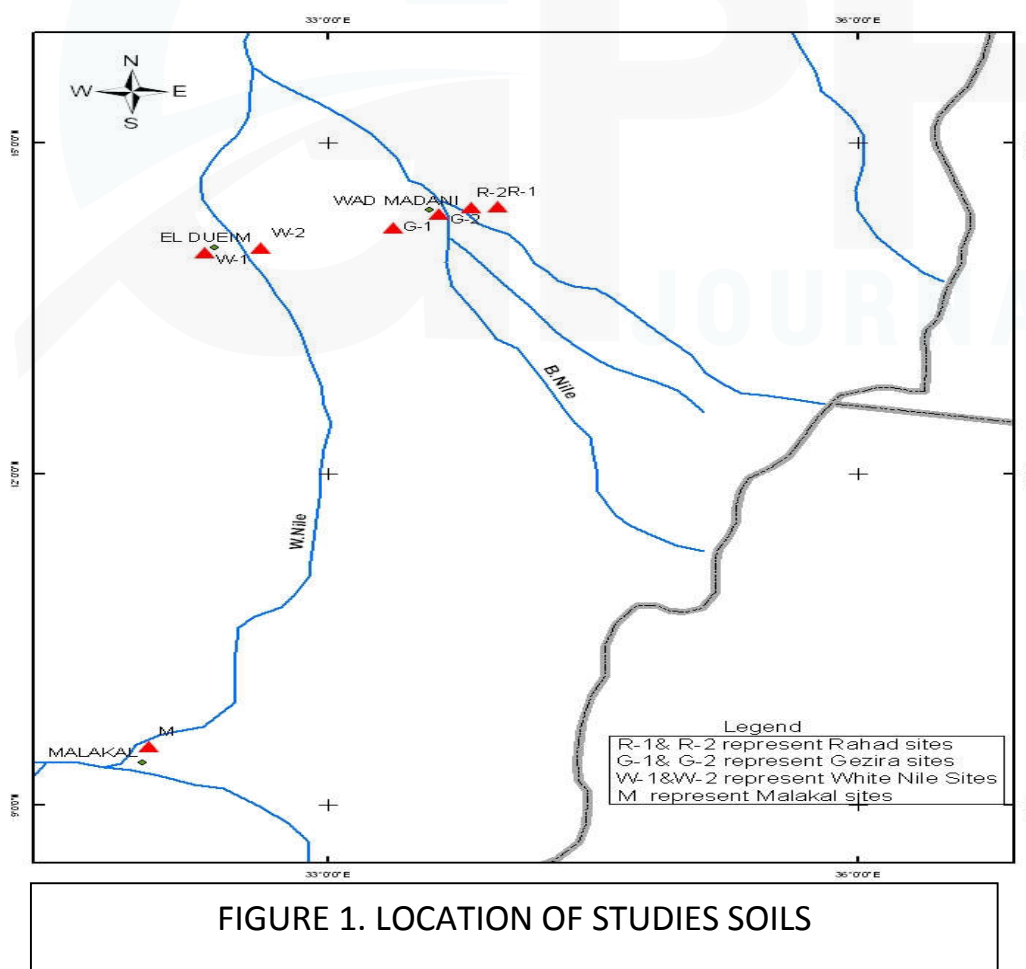 33°0'0"E
36°0'0"E
N
W
E
S
15°0'0"N
R-2 R-1
WAD MADANI
G-2
G-1
W-2
EL DUEIM
W-1
JOURNA
B.Nile
12°0'0"N
W.Nile
M
MALAKAL
Legend
R-1& R-2 represent Rahad sites
G-1& G-2 represent Gezira sites
W-1&W-2 represent White Nile Sites
M represent Malakal sites
9°0'0"N
33°0'0"E
36°0'0"E
FIGURE 1. LOCATION OF STUDIES SOILS